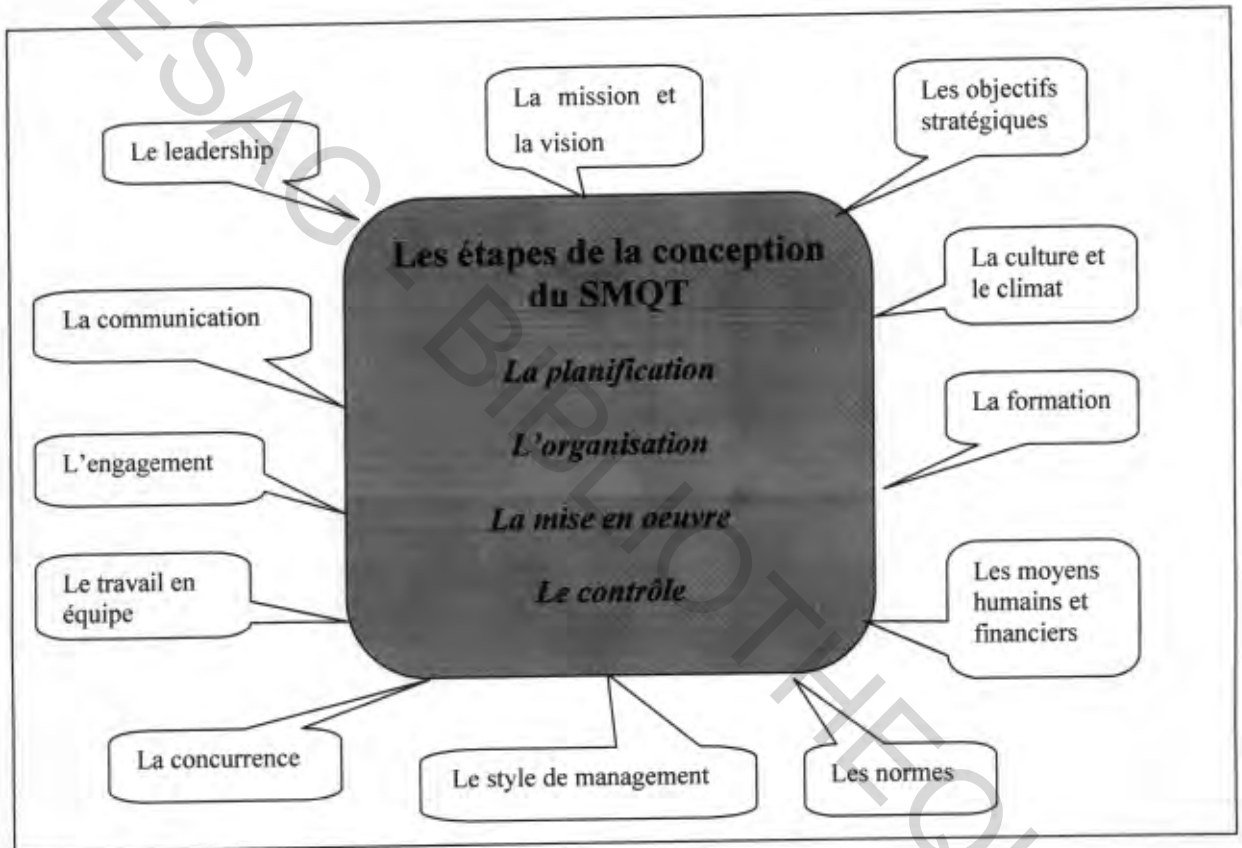 La mission et
la vision
Les objectifs
stratégiques
Le leadership
Les étapes de la conception
du SMQT
La culture et
le climat
La communication
La planification
La formation
L'organisation
L'engagement
La mise en oeuvre
Le travail en
équipe
Le contrôle
Les moyens
humains et
financiers
La concurrence
Le style de management
Les normes
ESAG - BIBLIOTHEQU